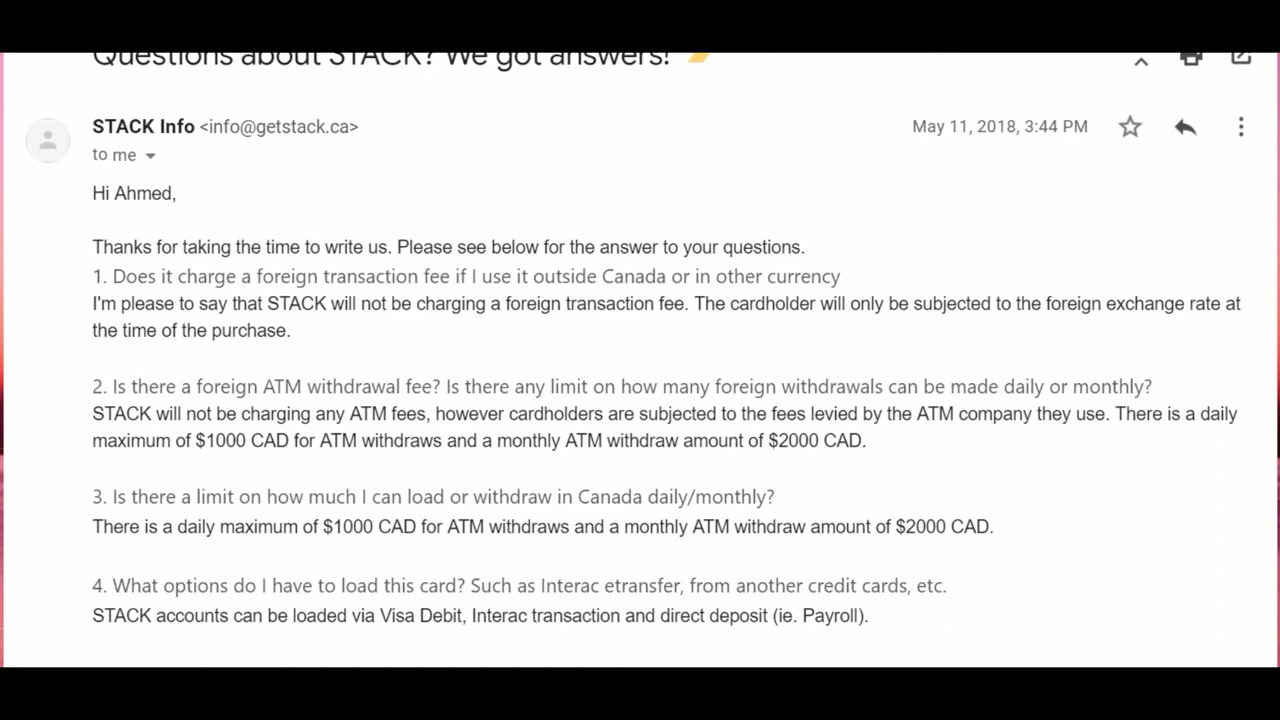 Questions about STACK? We got answers!
STACK Info <info@getstack.ca>
May 11, 2018, 3:44 PM
to me
Hi Ahmed,
Thanks for taking the time to write us. Please see below for the answer to your questions.
1. Does it charge a foreign transaction fee if I use it outside Canada or in other currency
I'm please to say that STACK will not be charging a foreign transaction fee. The cardholder will only be subjected to the foreign exchange rate at
the time of the purchase.
2. Is there a foreign ATM withdrawal fee? Is there any limit on how many foreign withdrawals can be made daily or monthly?
STACK will not be charging any ATM fees, however cardholders are subjected to the fees levied by the ATM company they use. There is a daily
maximum of $1000 CAD for ATM withdraws and a monthly ATM withdraw amount of $2000 CAD.
3. Is there a limit on how much I can load or withdraw in Canada daily/monthly?
There is a daily maximum of $1000 CAD for ATM withdraws and a monthly ATM withdraw amount of $2000 CAD.
4. What options do I have to load this card? Such as Interac etransfer, from another credit cards, etc.
STACK accounts can be loaded via Visa Debit, Interac transaction and direct deposit (ie. Payroll).